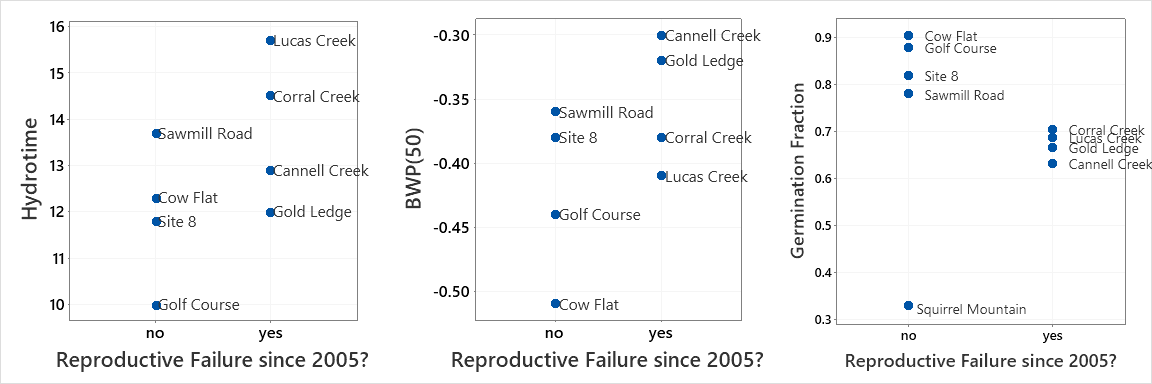 Hydrotime
16
15
14
13
12
11
10
Lucas Creek
Corral Creek
Sawmill Road
Cannell Creek
Cow Flat
Gold Ledge
Site 8
Golf Course
no
yes
Reproductive Failure since 2005?
BWP(50)
-0.30
-0.35
-0.40
-0.45
-0.50
Cannell Creek
Gold Ledge
Sawmill Road
Site 8
Corral Creek
Lucas Creek
Golf Course
Cow Flat
no
yes
Reproductive Failure since 2005?
Germination Fraction
0.9
0.8
0.7
0.6
0.5
0.4
0.3
Cow Flat
Golf Course
Site 8
Sawmill Road
Corral Creek
Lucas Creek
Gold Ledge
Cannell Creek
Squirrel Mountain
no
yes
Reproductive Failure since 2005?